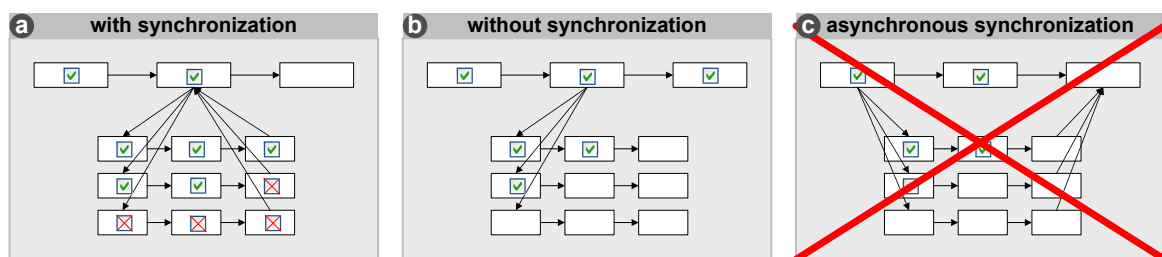 a with synchronization
b without synchronization
c asynchronous synchronization